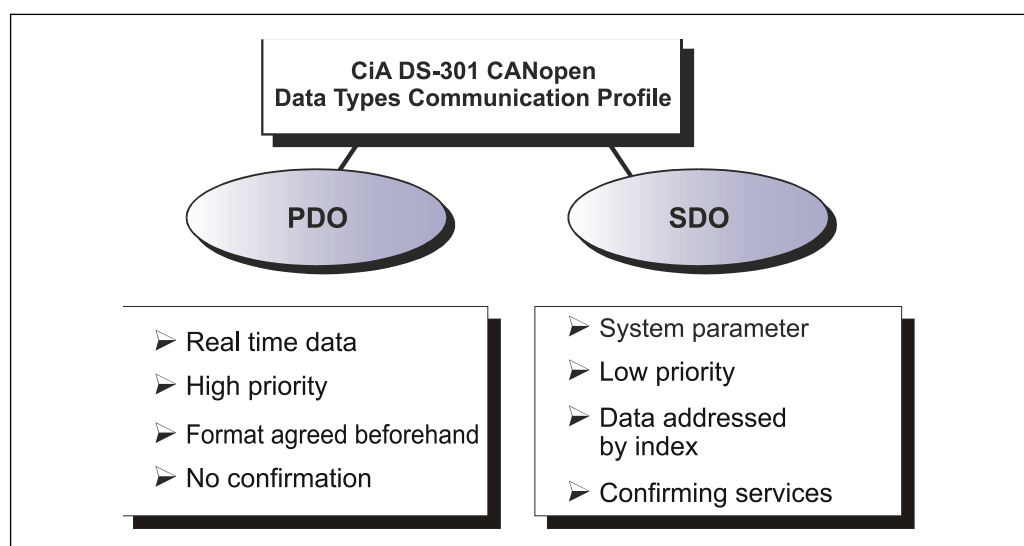 CiA DS-301 CANopen
Data Types Communication Profile
PDO
SDO
Real time data
High priority
Format agreed beforehand
No confirmation
System parameter
Low priority
Data addressed
by index
Confirming services